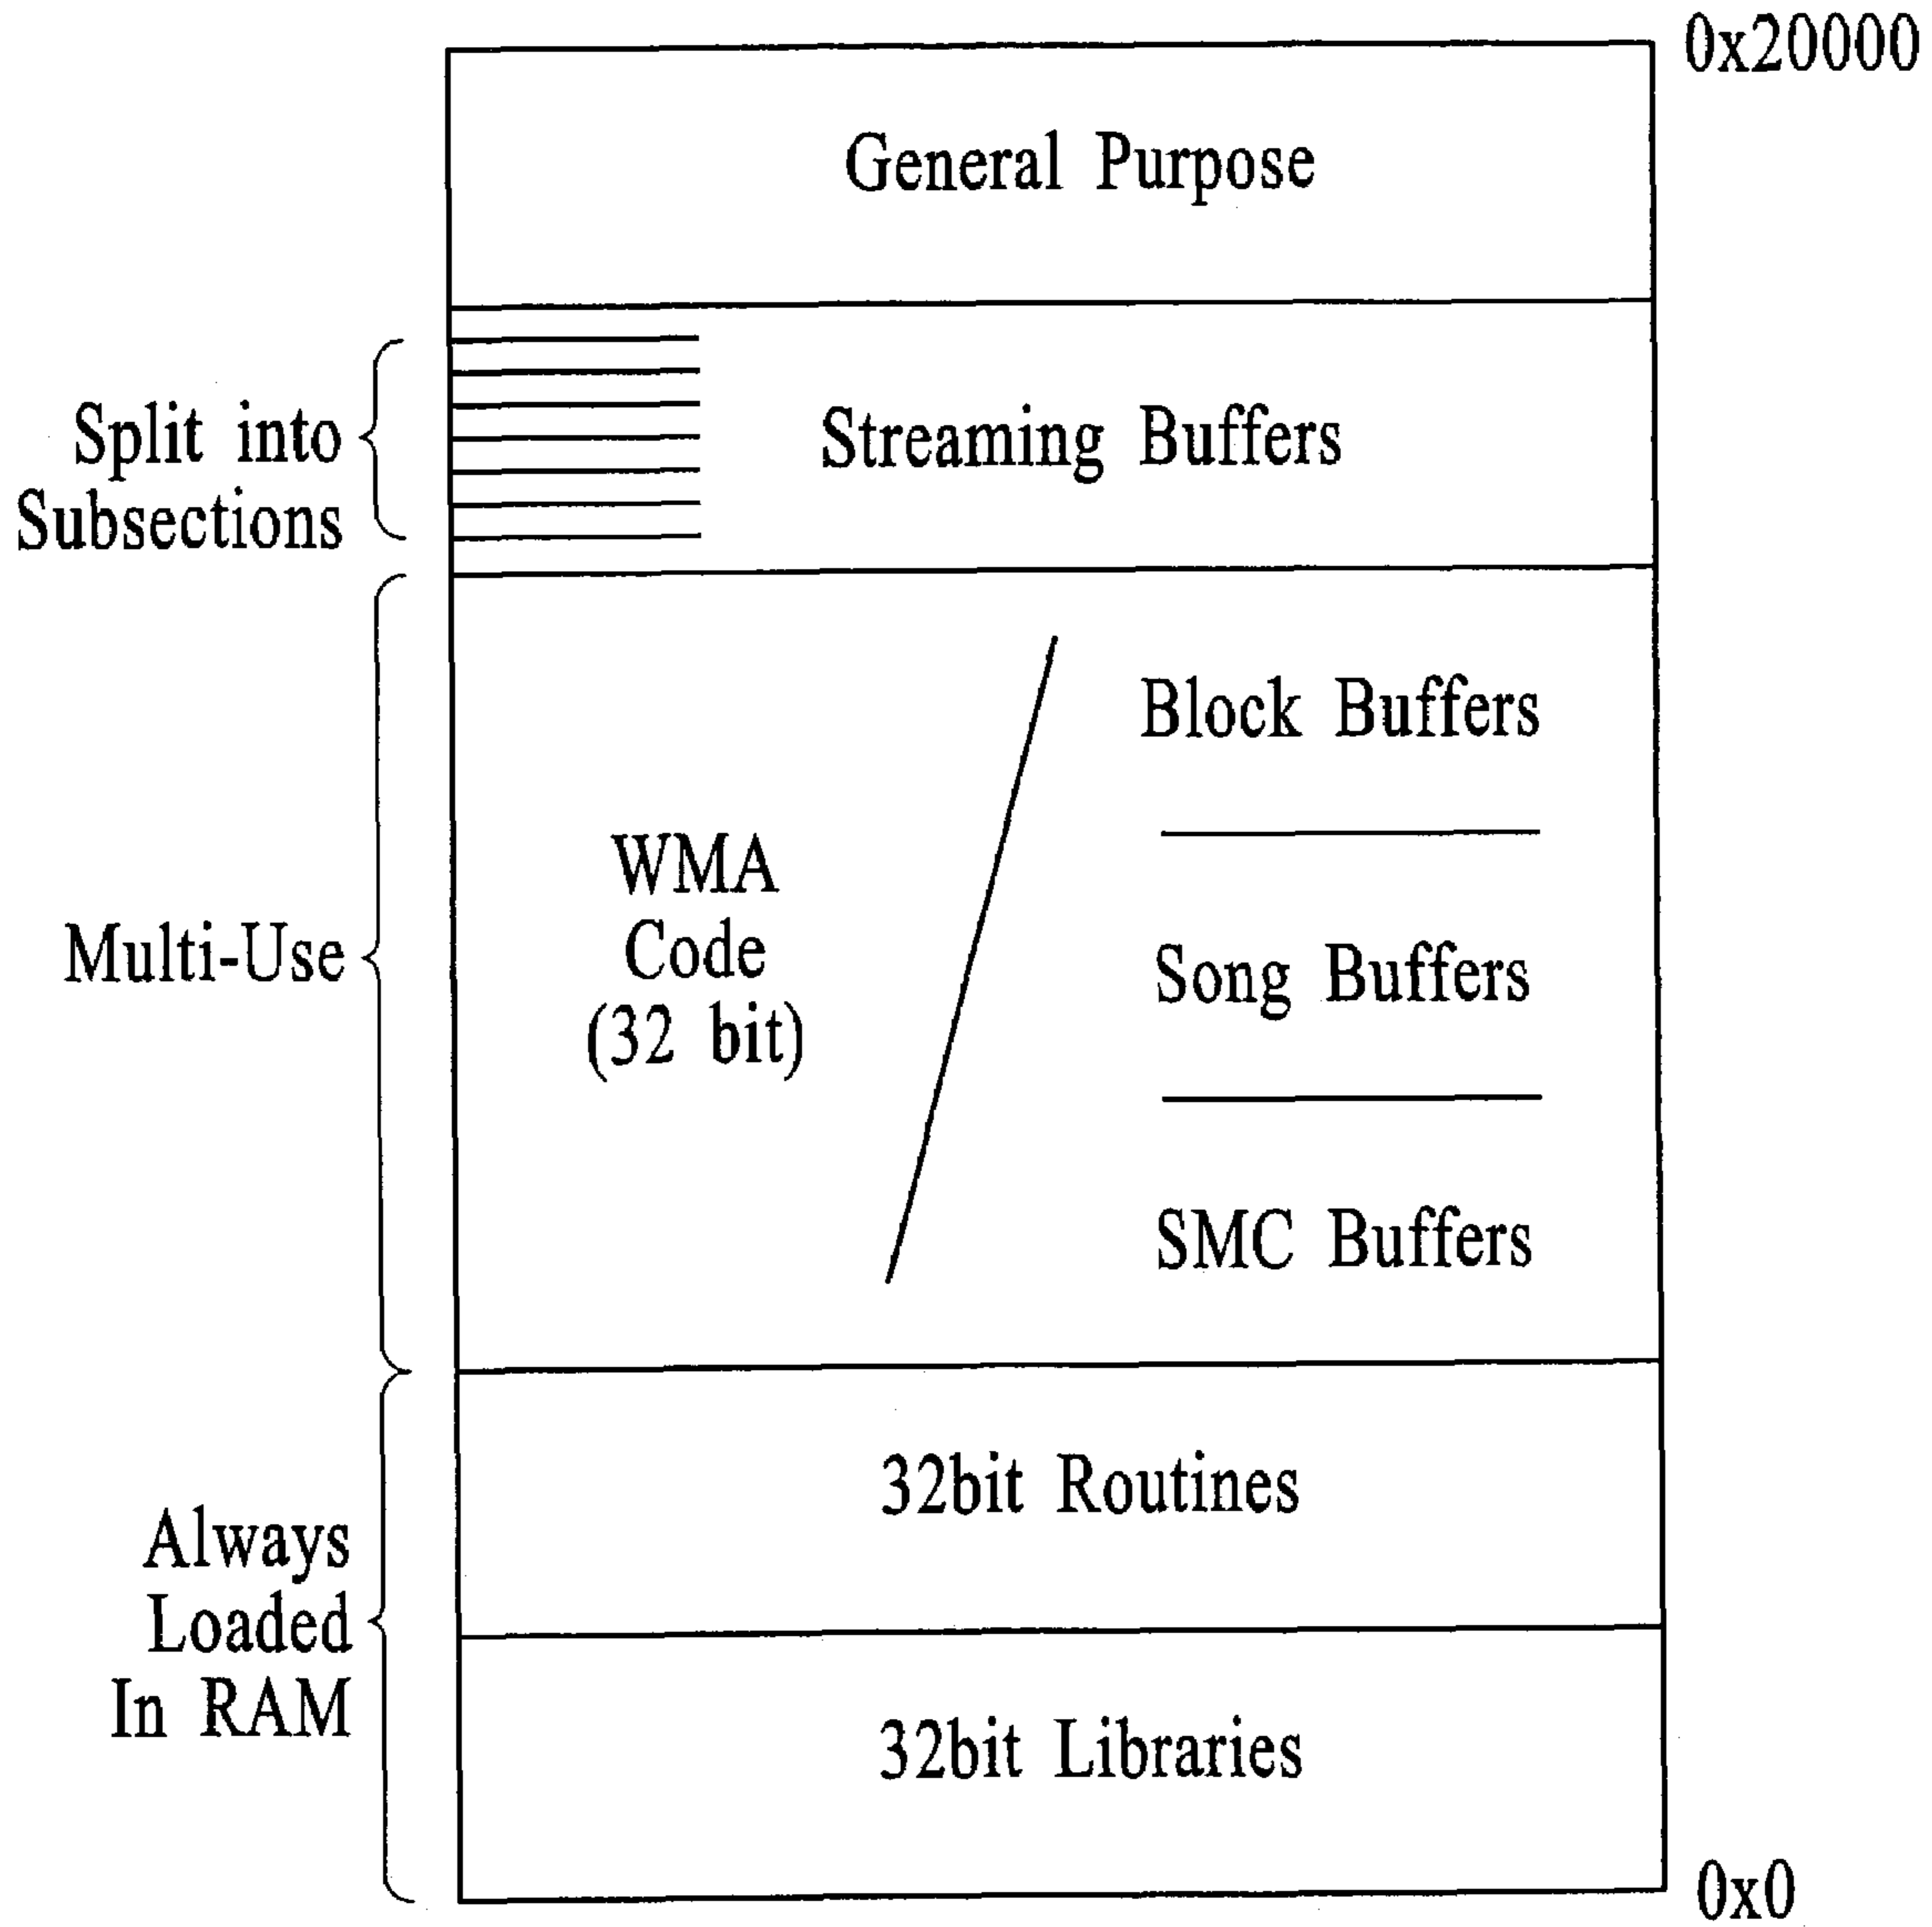 0x20000
General Purpose
Split into
Subsections
Streaming Buffers
Multi-Use
WMA
Code
(32 bit)
Block Buffers
Song Buffers
SMC Buffers
Always
Loaded
In RAM
32bit Routines
32bit Libraries
0x0